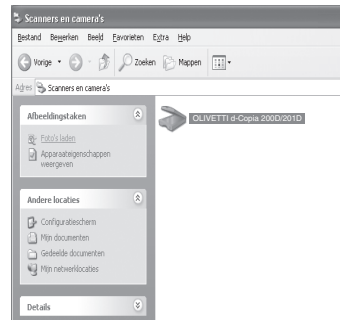 Scanners en camera's
Bestand Bewerken Beeld Favorieten Extra Help
Vorige Zoeken Mappen
Adres Scanners en camera's
Afbeeldingstaken
Foto's laden
Apparaateigenschappen
weergeven
OLIVETTI d-Copia 200D/201D
Andere locaties
Configuratiescherm
Mijn documenten
Gedeelde documenten
Mijn netwerklocaties
Details